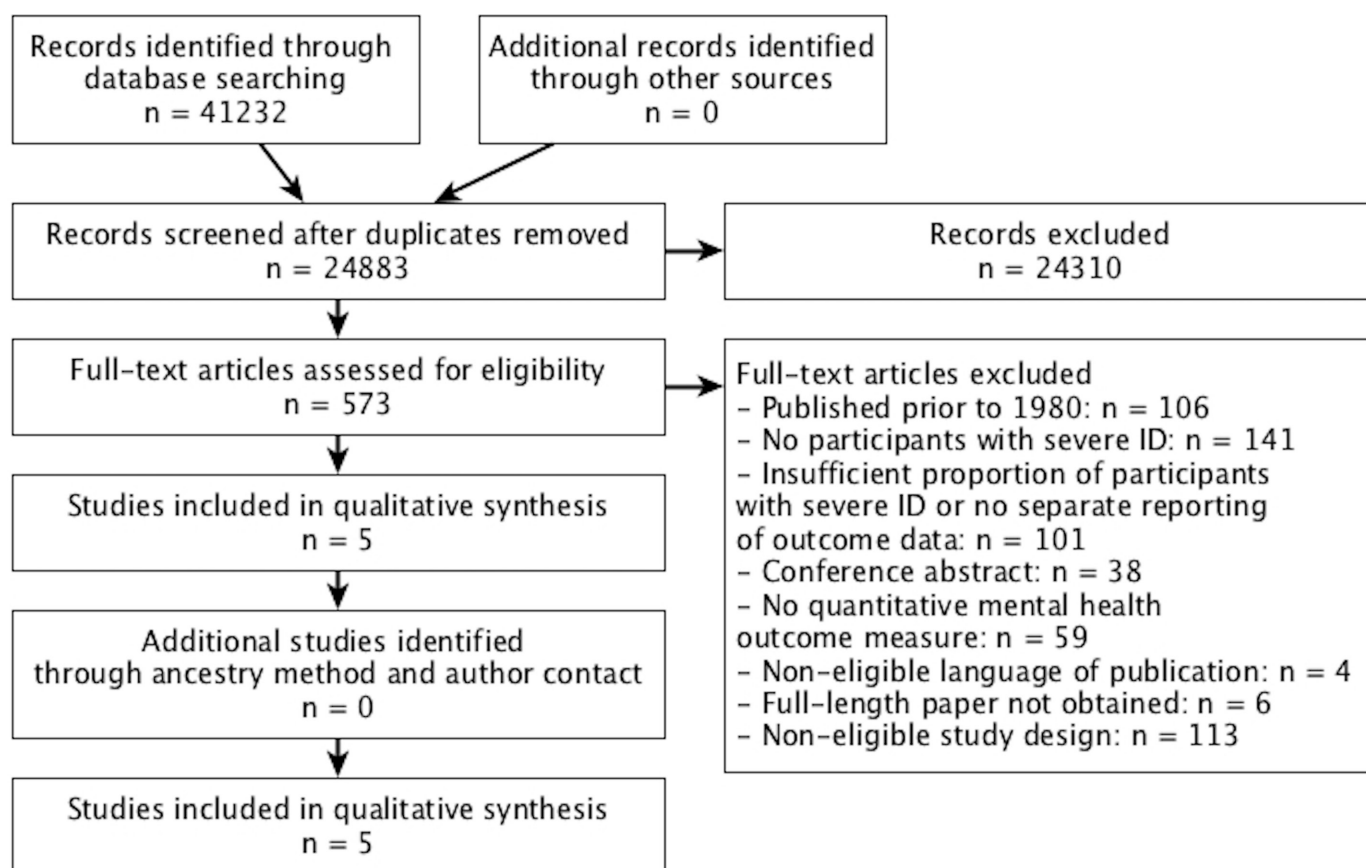 Records identified through
database searching
n = 41232
Additional records identified
through other sources
n = 0
Records screened after duplicates removed
n = 24883
Records excluded
n = 24310
Full-text articles assessed for eligibility
n = 573
Full-text articles excluded
– Published prior to 1980: n = 106
– No participants with severe ID: n = 141
– Insufficient proportion of participants
with severe ID or no separate reporting
of outcome data: n = 101
– Conference abstract: n = 38
– No quantitative mental health
outcome measure: n = 59
– Non-eligible language of publication: n = 4
– Full-length paper not obtained: n = 6
– Non-eligible study design: n = 113
Studies included in qualitative synthesis
n = 5
Additional studies identified
through ancestry method and author contact
n = 0
Studies included in qualitative synthesis
n = 5